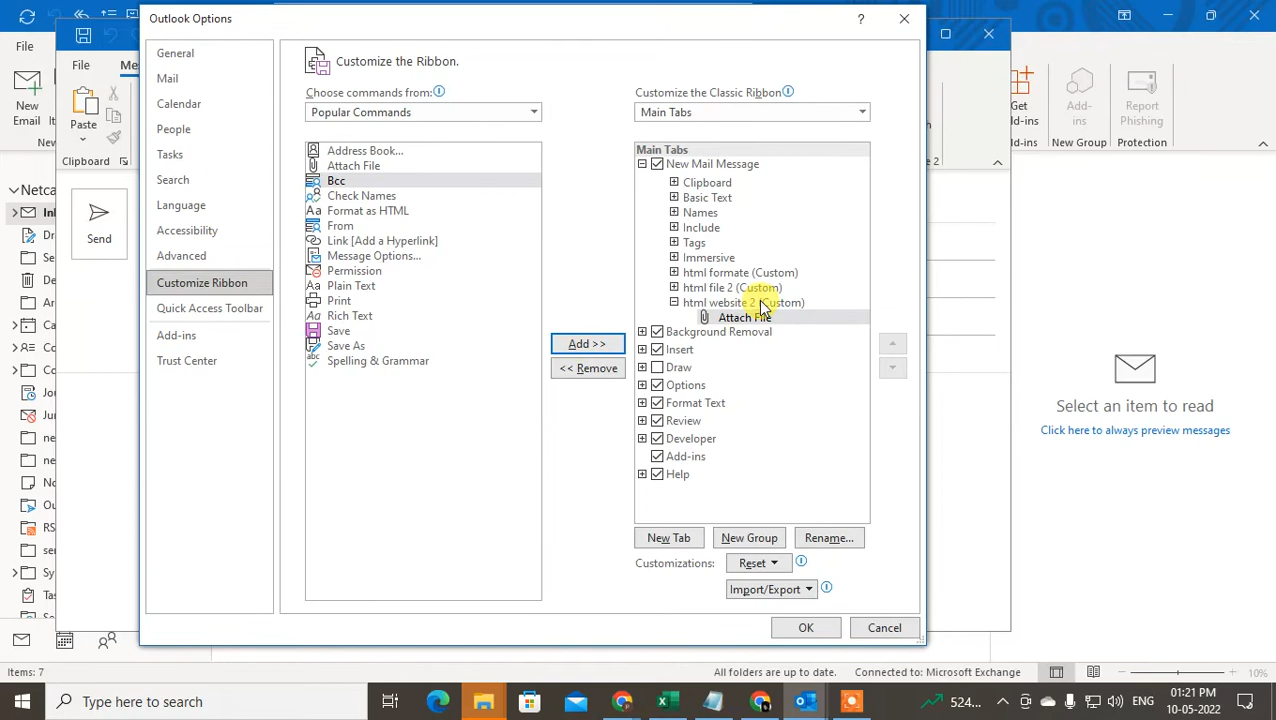 Outlook Options
?
File
File
Me
New
Email
Paste
Clipboard
Send
General
Mail
Calendar
People
Tasks
Search
Language
Accessibility
Advanced
Customize Ribbon
Quick Access Toolbar
Add-ins
Trust Center
Customize the Ribbon.
Choose commands from:
Popular Commands
Address Book...
Attach File
Bcc
Check Names
Format as HTML
From
Link [Add a Hyperlink]
Message Options...
Permission
Plain Text
Print
Rich Text
Save
Save As
Spelling & Grammar
Add >>
<< Remove
Customize the Classic Ribbon:
Main Tabs
Main Tabs
New Mail Message
Clipboard
Basic Text
Names
Include
Tags
Immersive
html formate (Custom)
html file 2 (Custom)
html website 2 (Custom)
Attach File
Background Removal
Insert
Draw
Options
Format Text
Review
Developer
Add-ins
Help
New Tab
New Group
Rename...
Customizations:
Reset
Import/Export
OK
Cancel
Get
Add-ins
Add-
ins
Report
Phishing
New Group
Select an item to read
Click here to always preview messages
Items: 7
All folders are up to date.
Connected to: Microsoft Exchange
10%
Type here to search
524...
ENG
01:21 PM
10-05-2022